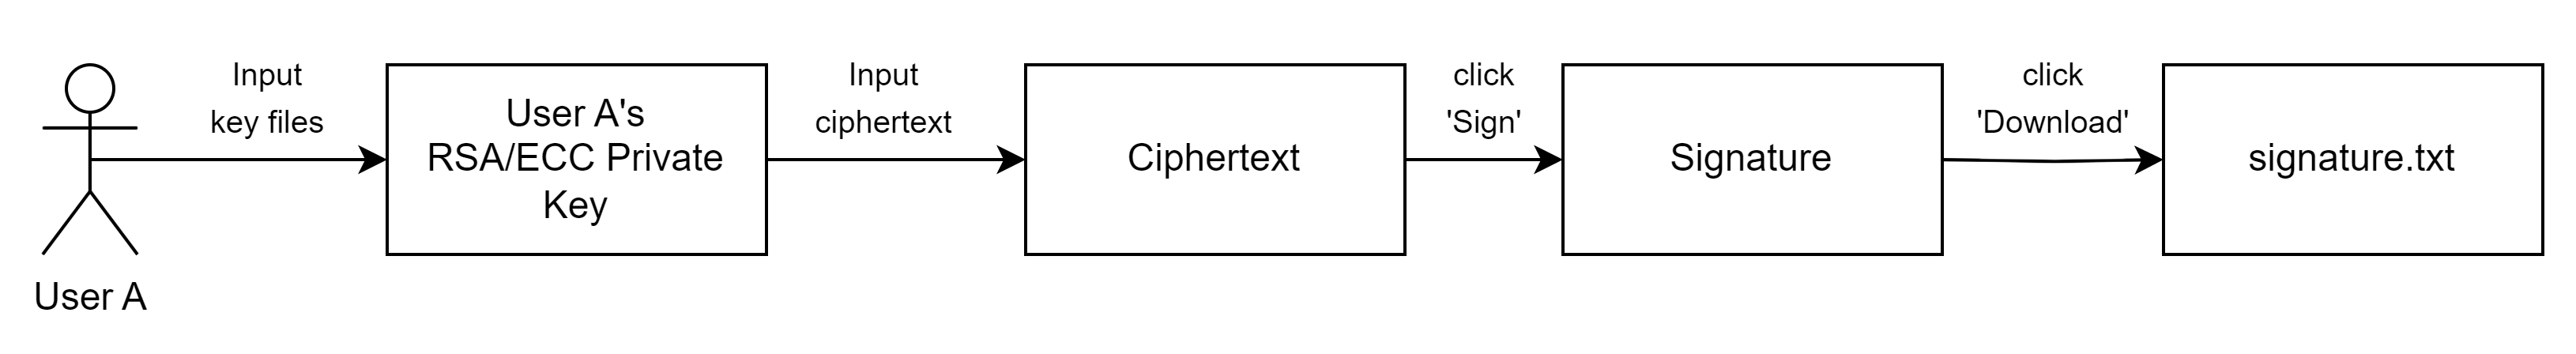 Input
key files
User A's
RSA/ECC Private
Key
Input
ciphertext
Ciphertext
click
'Sign'
Signature
click
'Download'
signature.txt
User A